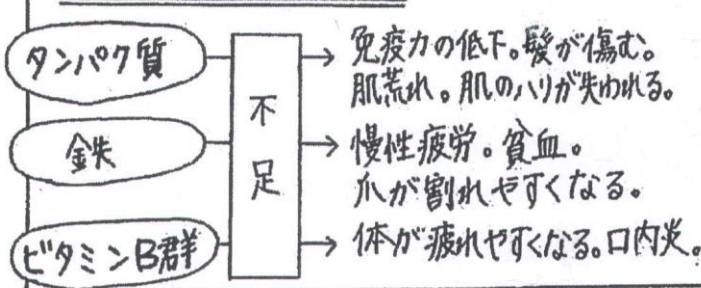 タンパク質
鉄
ビタミンB群
不足
免疫力の低下。髪が傷む。
肌荒れ。肌のハリが失われる。
慢性疲労。貧血。
爪が割れやすくなる。
体が疲れやすくなる。口内炎。